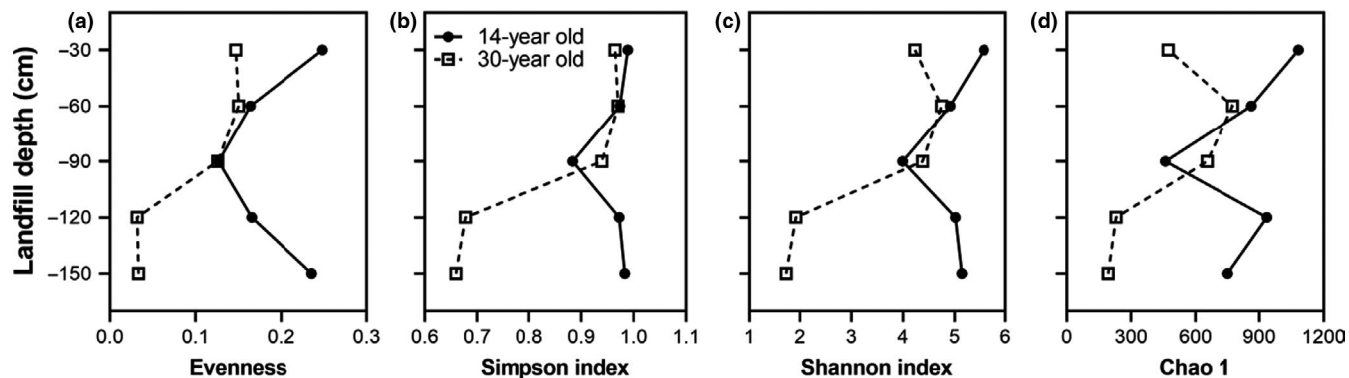 (a) (b) (c) (d)
14-year old
30-year old
Landfill depth (cm)
−30
−60
−90
−120
−150
0.0 0.1 0.2 0.3
Evenness
0.6 0.7 0.8 0.9 1.0 1.1
Simpson index
1 2 3 4 5 6
Shannon index
0 300 600 900 1200
Chao 1